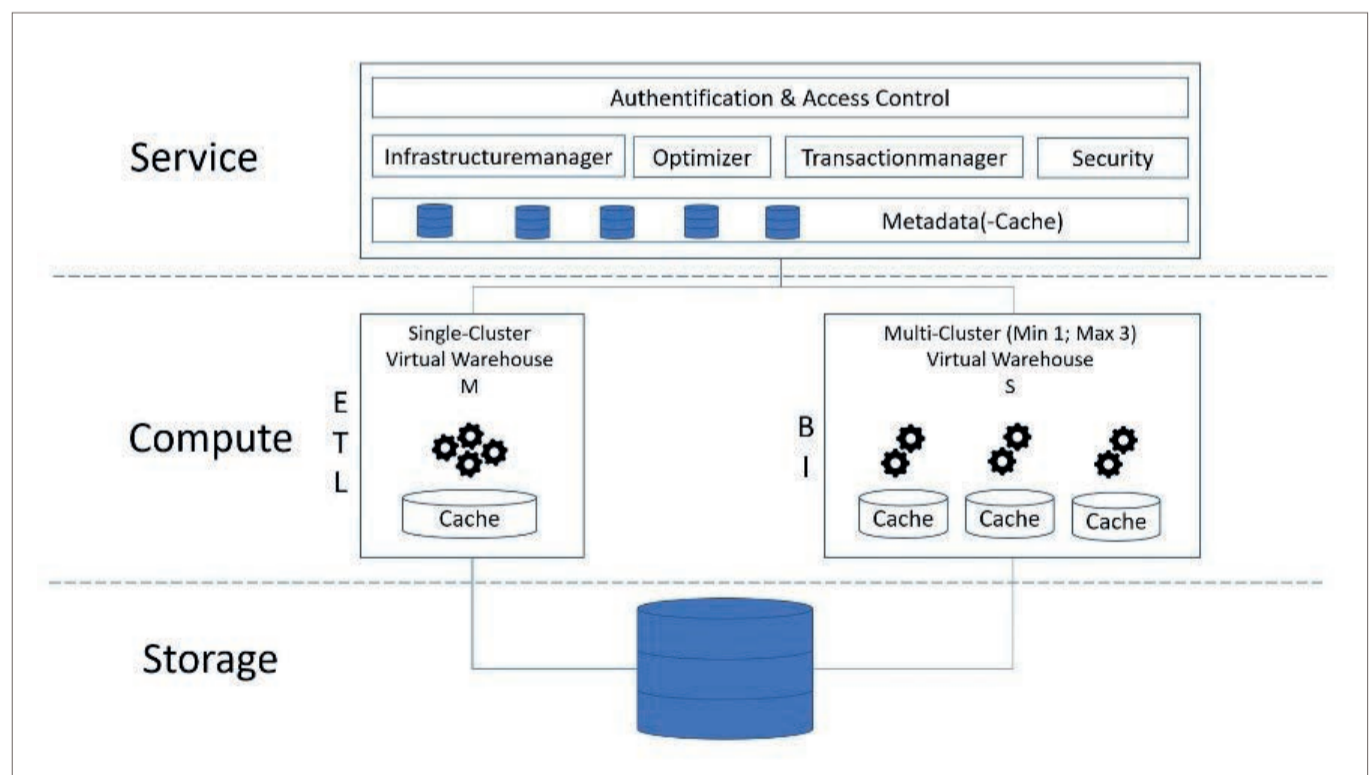 Service
Authentification & Access Control
Infrastructuremanager
Optimizer
Transactionmanager
Security
Metadata(-Cache)
Compute
E
T
L
Single-Cluster
Virtual Warehouse
M
Cache
B
I
Multi-Cluster (Min 1; Max 3)
Virtual Warehouse
S
Cache
Cache
Cache
Storage